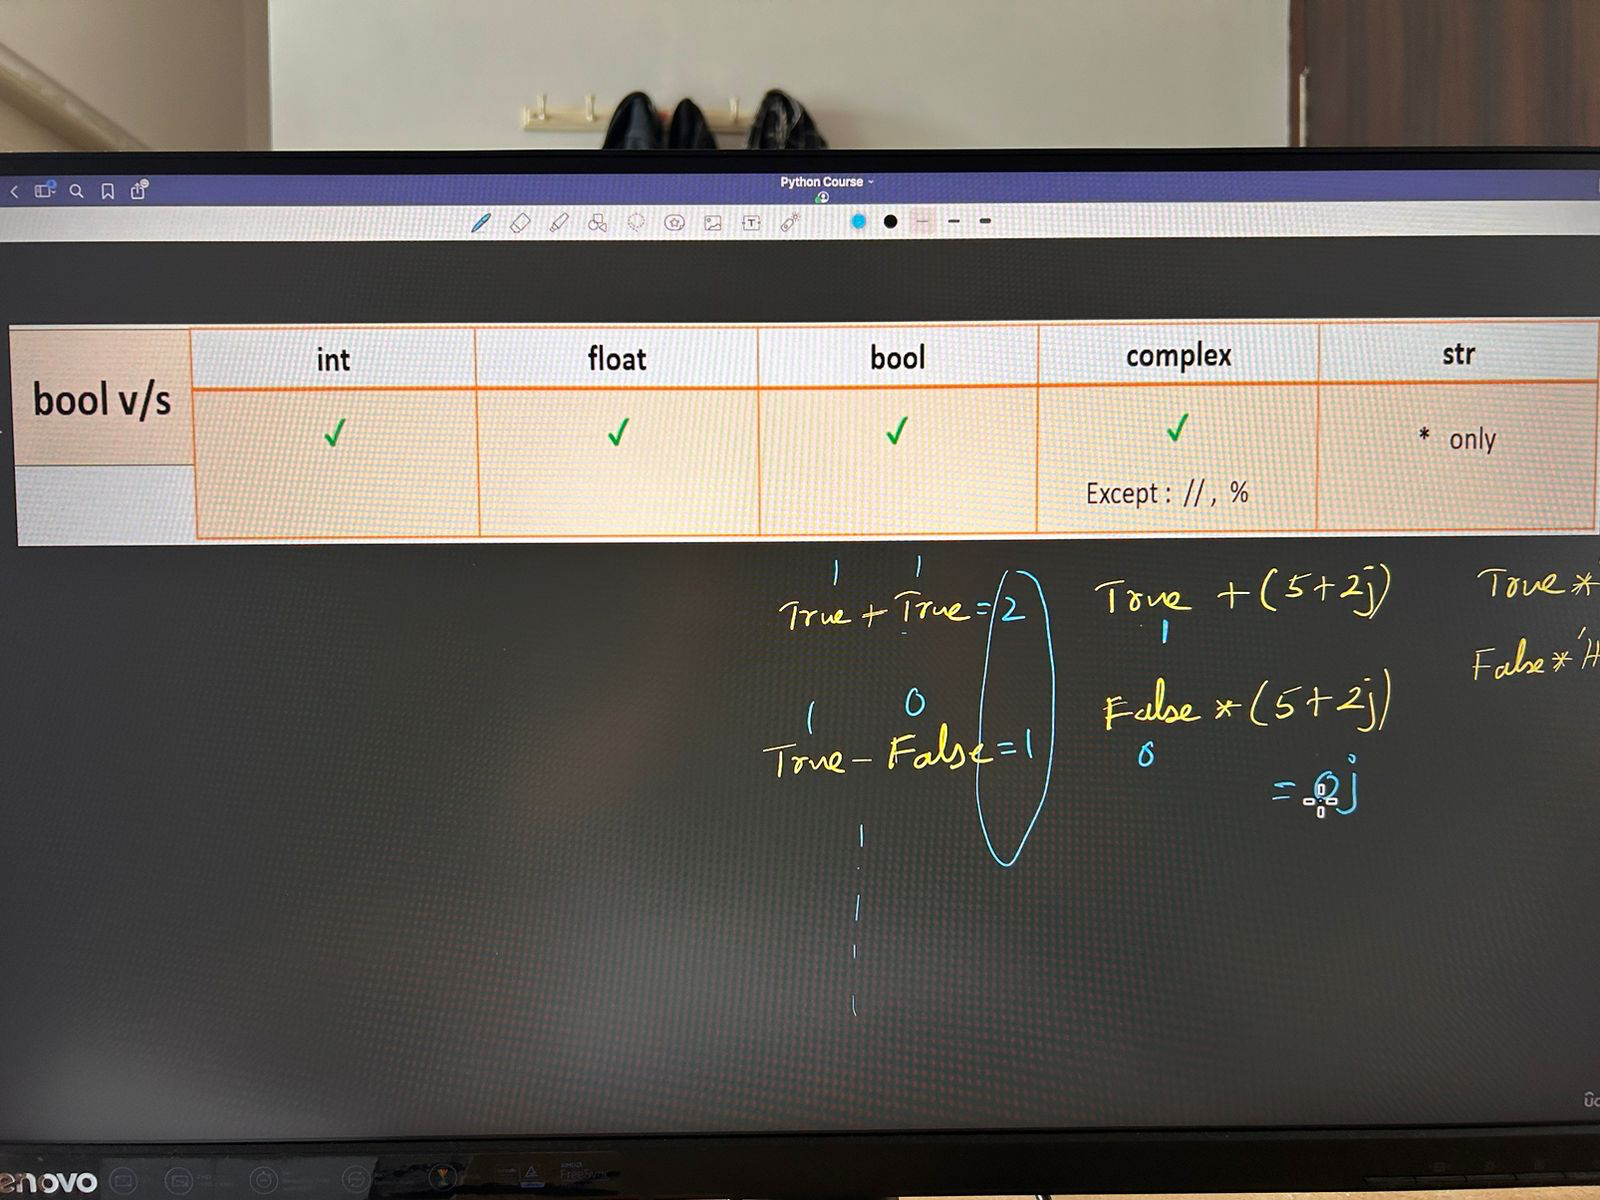 Python Course
int float bool complex str
bool v/s
✓ ✓ ✓ ✓ * only
Except : // , %
1 1
True + True = 2
True + (5+2j)
1
True *
1 0
True - False = 1
False * (5+2j)
0
= 0j
False * 'H
enovo
FreeSync